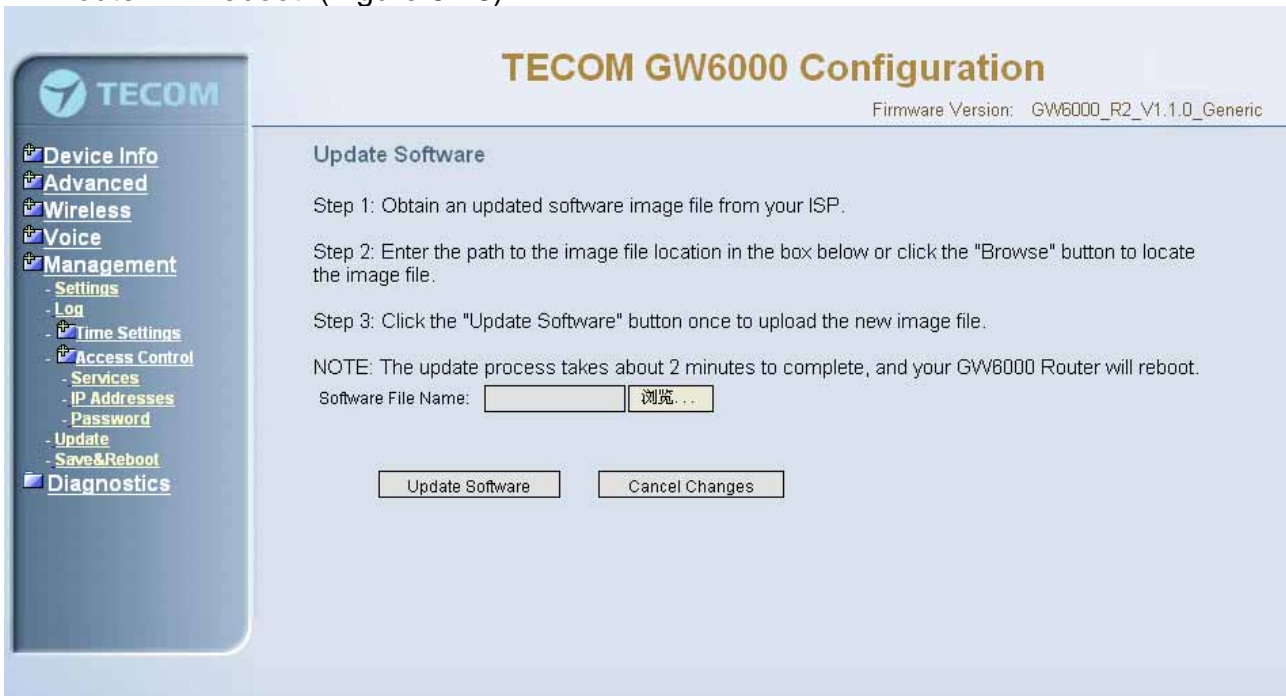 TECOM GW6000 Configuration
TECOM
Firmware Version: GW6000_R2_V1.1.0_Generic
Device Info
Advanced
Wireless
Voice
Management
- Settings
- Log
- Time Settings
- Access Control
- Services
- IP Addresses
- Password
- Update
- Save&Reboot
Diagnostics
Update Software
Step 1: Obtain an updated software image file from your ISP.
Step 2: Enter the path to the image file location in the box below or click the "Browse" button to locate
the image file.
Step 3: Click the "Update Software" button once to upload the new image file.
NOTE: The update process takes about 2 minutes to complete, and your GW6000 Router will reboot.
Software File Name: 浏览...
Update Software Cancel Changes